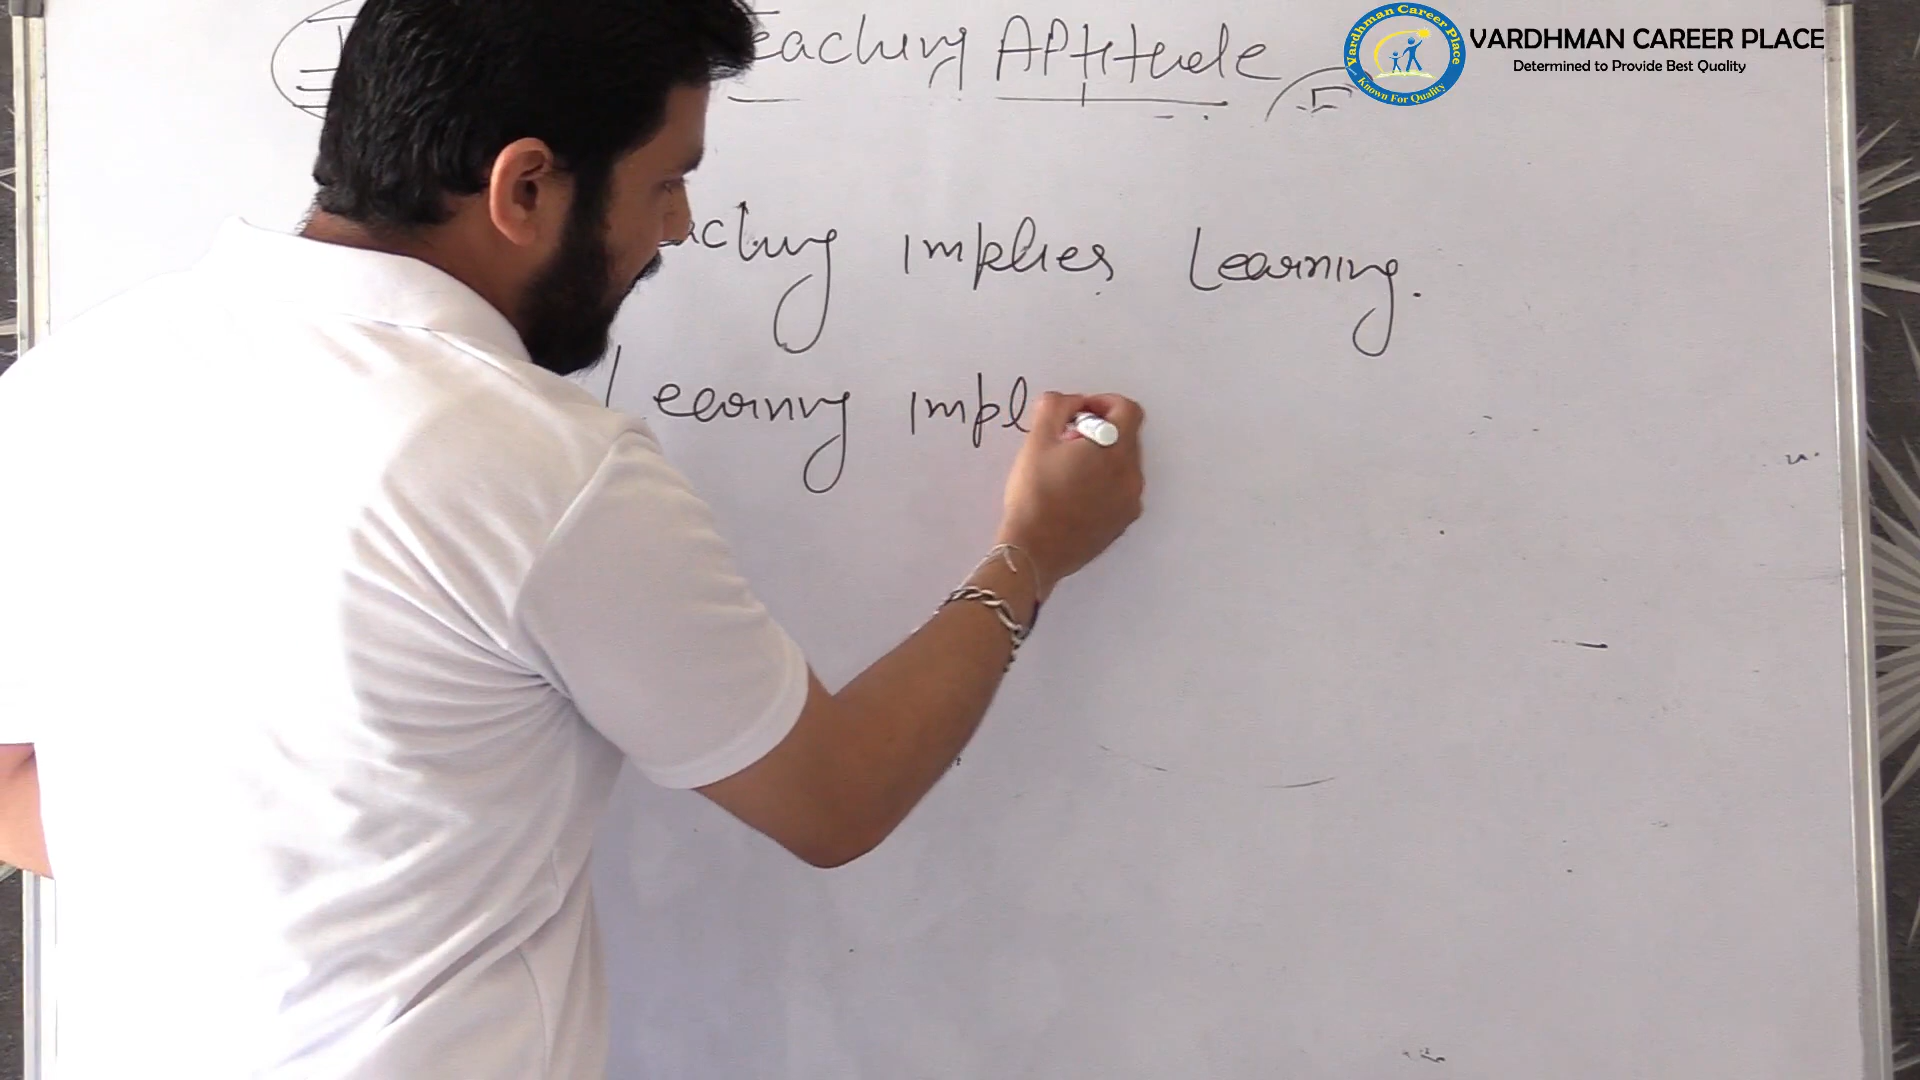 eaching Aptitude
aching implies Learning.
Learning impl
Vardhman Career Place
Known For Quality
VARDHMAN CAREER PLACE
Determined to Provide Best Quality